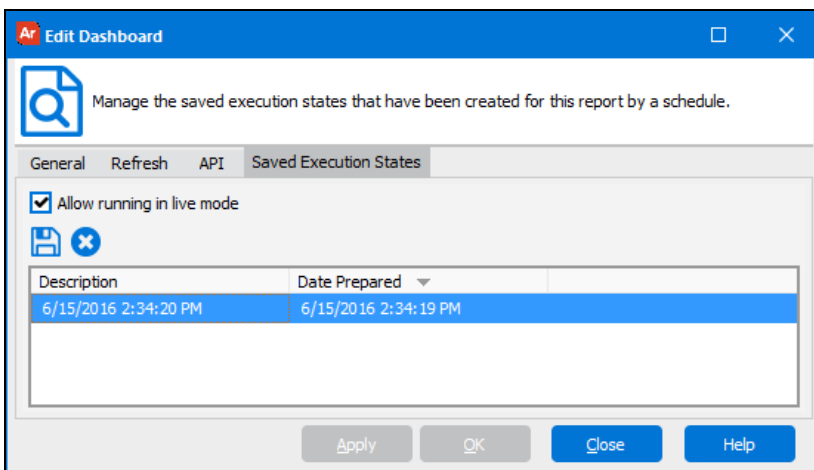 Ar Edit Dashboard
Manage the saved execution states that have been created for this report by a schedule.
General Refresh API Saved Execution States
Allow running in live mode
Description Date Prepared
6/15/2016 2:34:20 PM 6/15/2016 2:34:19 PM
Apply OK Close Help